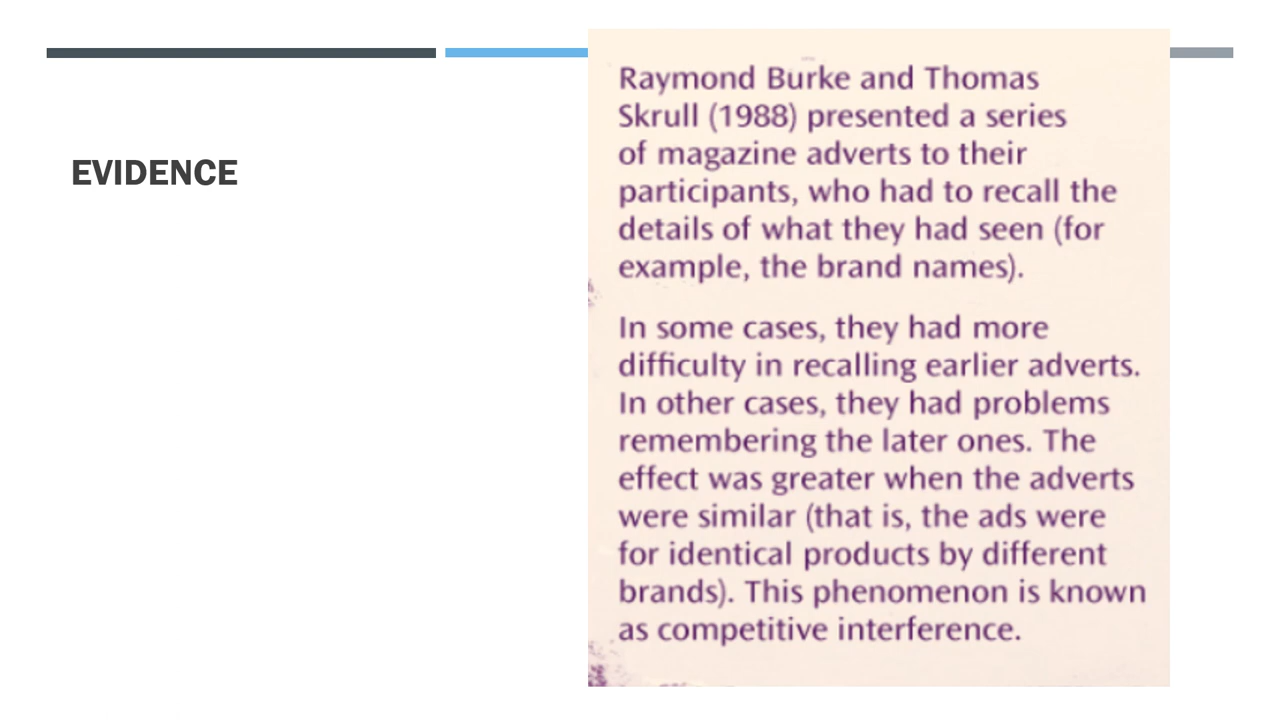 EVIDENCE
Raymond Burke and Thomas
Skrull (1988) presented a series
of magazine adverts to their
participants, who had to recall the
details of what they had seen (for
example, the brand names).
In some cases, they had more
difficulty in recalling earlier adverts.
In other cases, they had problems
remembering the later ones. The
effect was greater when the adverts
were similar (that is, the ads were
for identical products by different
brands). This phenomenon is known
as competitive interference.